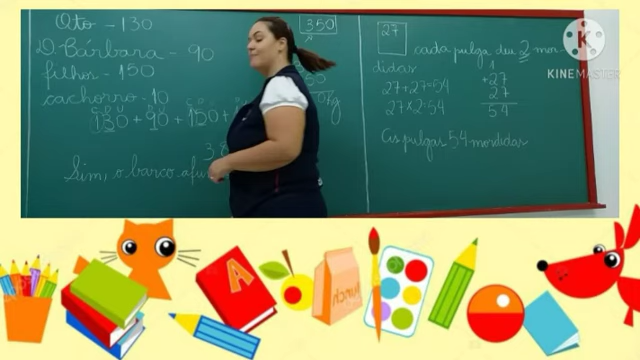 Oto - 130
D. Bárbara - 90
filhos - 150
cachorro - 10
130 + 90 + 150 +
Sim, o barco
350
27 cada pulga deu 2 mor
didas
27+27=54
27 x 2 = 54
1
+27
27
54
As pulgas 54 mordidas
KINEMASTER
A
lunch